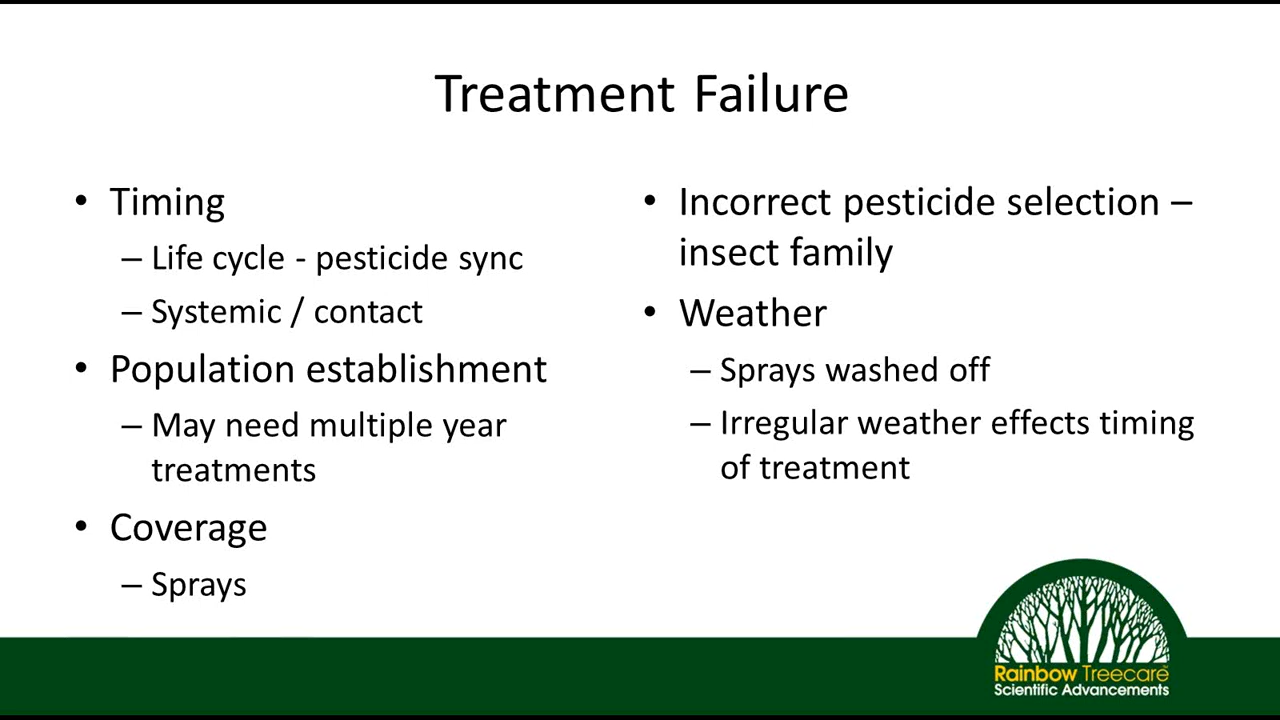 Treatment Failure
• Timing
– Life cycle - pesticide sync
– Systemic / contact
• Population establishment
– May need multiple year
treatments
• Coverage
– Sprays
• Incorrect pesticide selection –
insect family
• Weather
– Sprays washed off
– Irregular weather effects timing
of treatment
Rainbow Treecare
Scientific Advancements